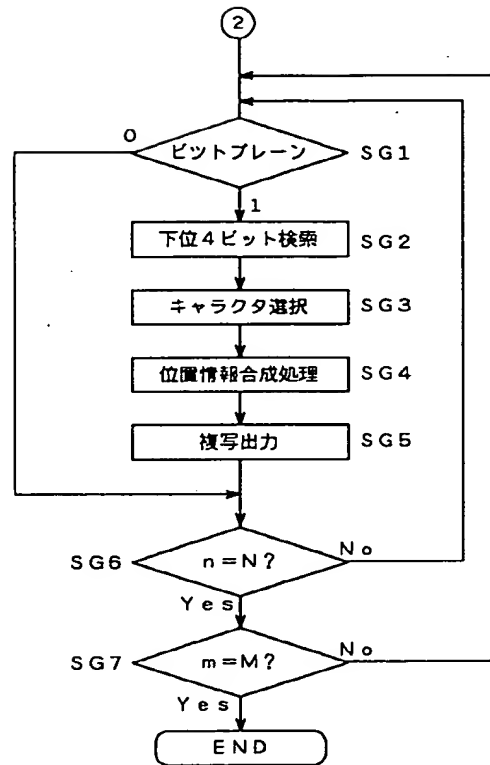 2
0
ビットプレーン SG1
1
下位4ビット検索 SG2
キャラクタ選択 SG3
位置情報合成処理 SG4
複写出力 SG5
SG6 n=N? No
Yes
SG7 m=M? No
Yes
END